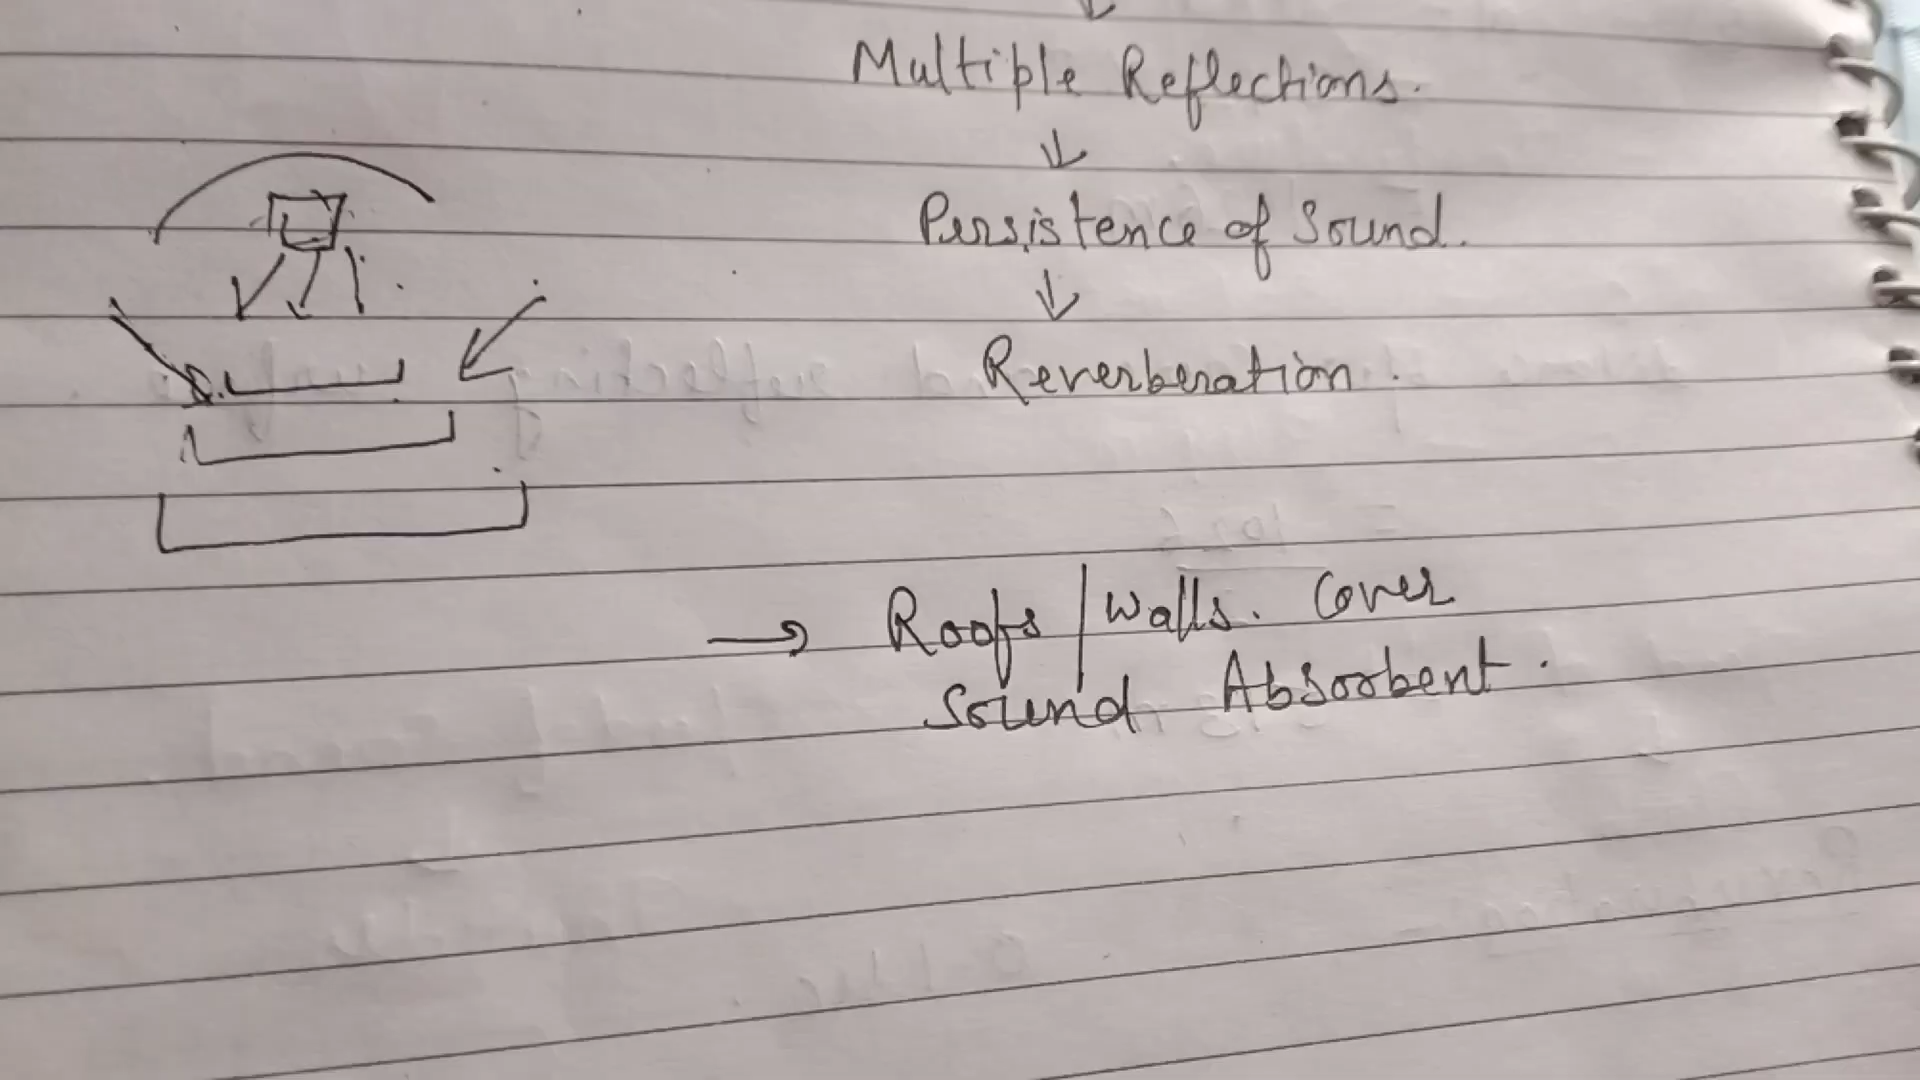 Multiple Reflections.
↓
Persistence of Sound.
↓
Reverberation.
→ Roofs / Walls. Cover
Sound Absorbent.